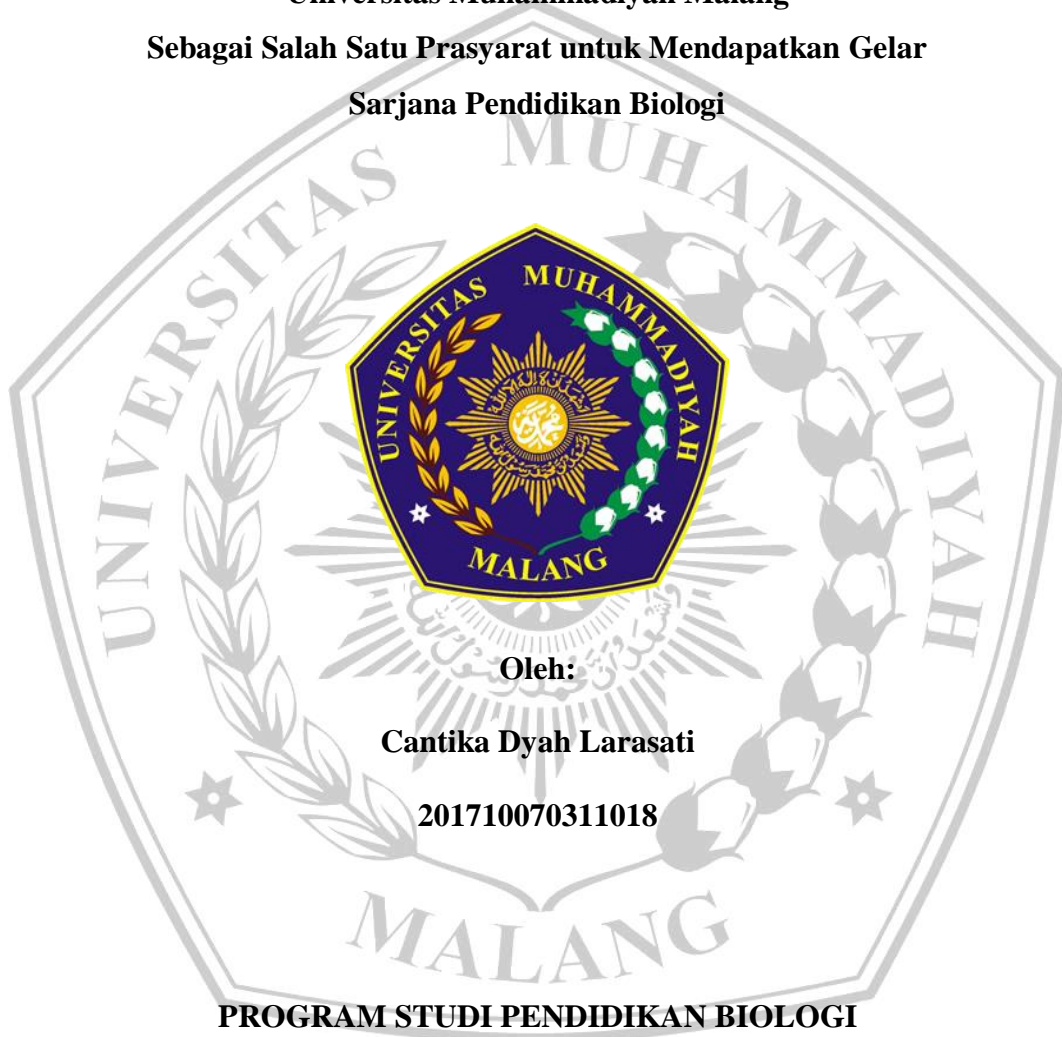 Universitas Muhammadiyah Malang
Sebagai Salah Satu Prasyarat untuk Mendapatkan Gelar
Sarjana Pendidikan Biologi
UNIVERSITAS MUHAMMADIYAH
MALANG
UNIVERSITAS MUHAMMADIYAH
MALANG
Oleh:
Cantika Dyah Larasati
201710070311018
PROGRAM STUDI PENDIDIKAN BIOLOGI